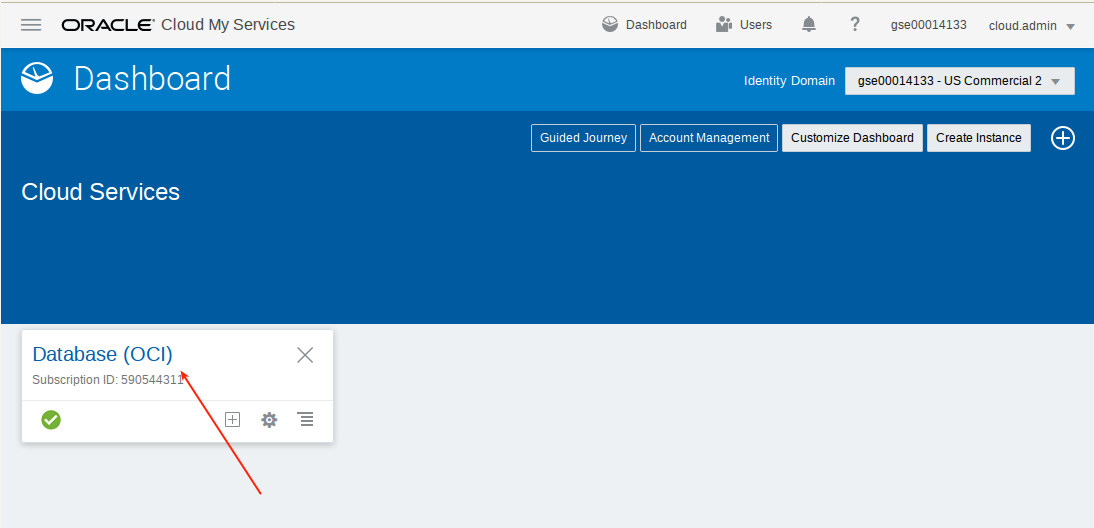 ORACLE Cloud My Services
Dashboard
Users
?
gse00014133
cloud.admin
Dashboard
Identity Domain
gse00014133 - US Commercial 2
Guided Journey
Account Management
Customize Dashboard
Create Instance
Cloud Services
Database (OCI)
Subscription ID: 590544311